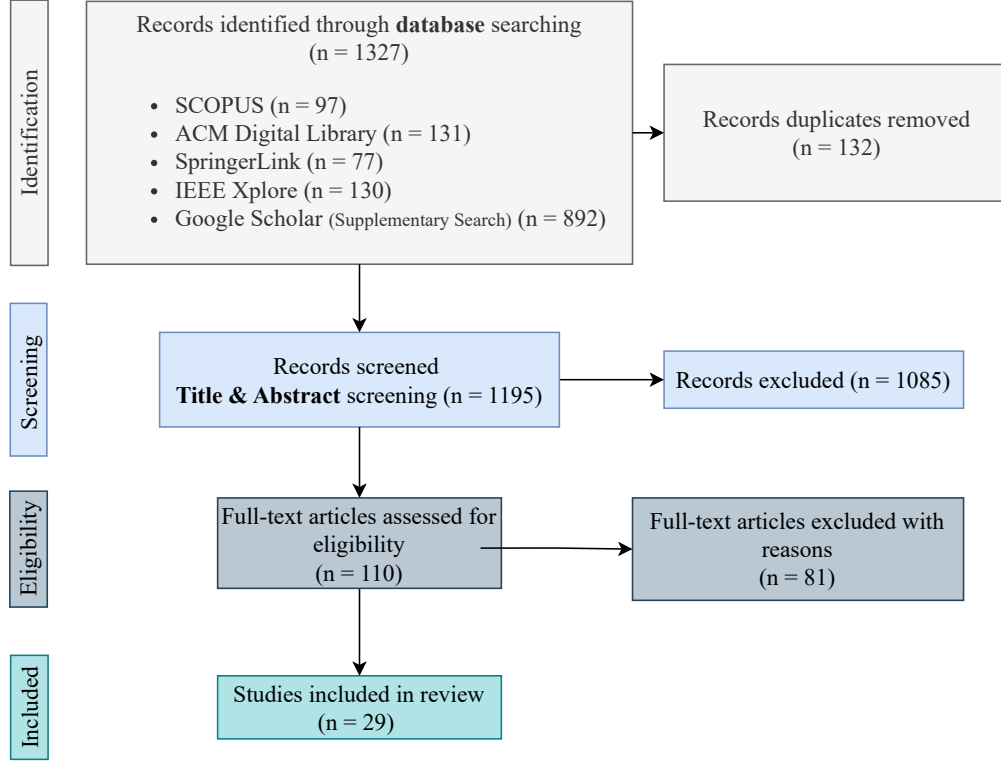 Identification
Records identified through database searching
(n = 1327)
• SCOPUS (n = 97)
• ACM Digital Library (n = 131)
• SpringerLink (n = 77)
• IEEE Xplore (n = 130)
• Google Scholar (Supplementary Search) (n = 892)
Records duplicates removed
(n = 132)
Screening
Records screened
Title & Abstract screening (n = 1195)
Records excluded (n = 1085)
Eligibility
Full-text articles assessed for
eligibility
(n = 110)
Full-text articles excluded with
reasons
(n = 81)
Included
Studies included in review
(n = 29)